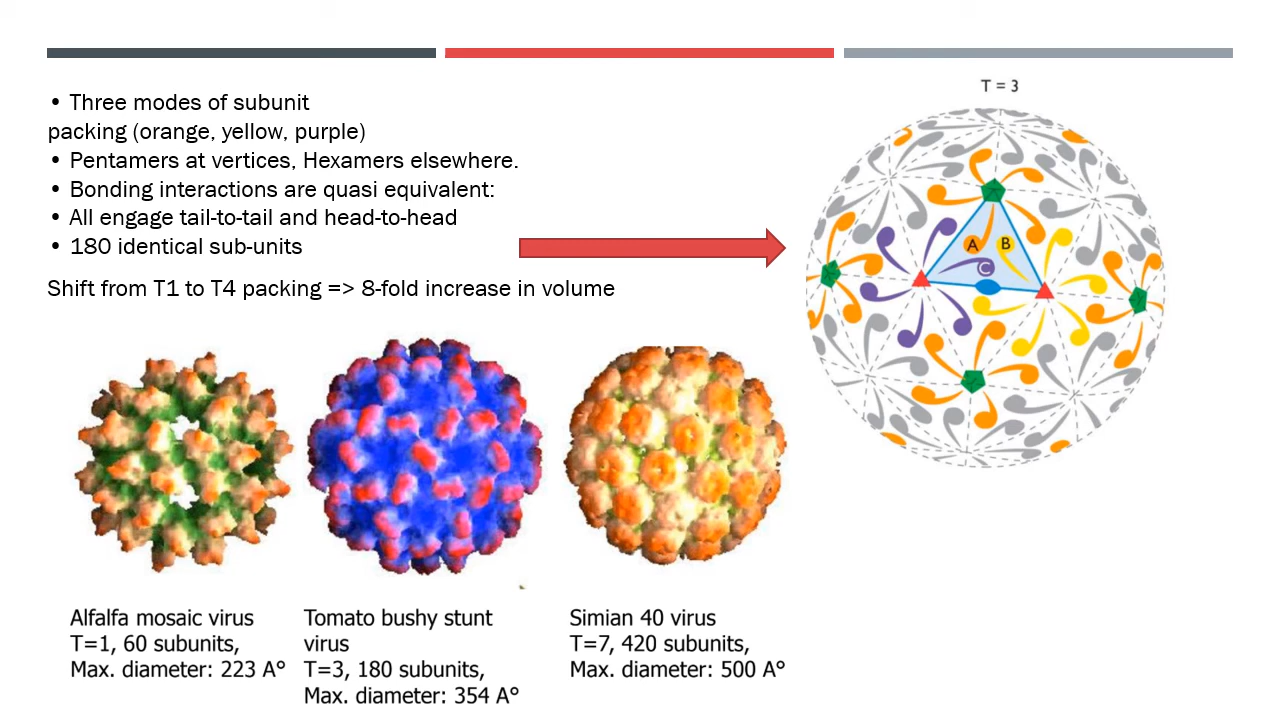 • Three modes of subunit
packing (orange, yellow, purple)
• Pentamers at vertices, Hexamers elsewhere.
• Bonding interactions are quasi equivalent:
• All engage tail-to-tail and head-to-head
• 180 identical sub-units
Shift from T1 to T4 packing => 8-fold increase in volume
T = 3
A
B
C
Alfalfa mosaic virus
T=1, 60 subunits,
Max. diameter: 223 A°
Tomato bushy stunt
virus
T=3, 180 subunits,
Max. diameter: 354 A°
Simian 40 virus
T=7, 420 subunits,
Max. diameter: 500 A°